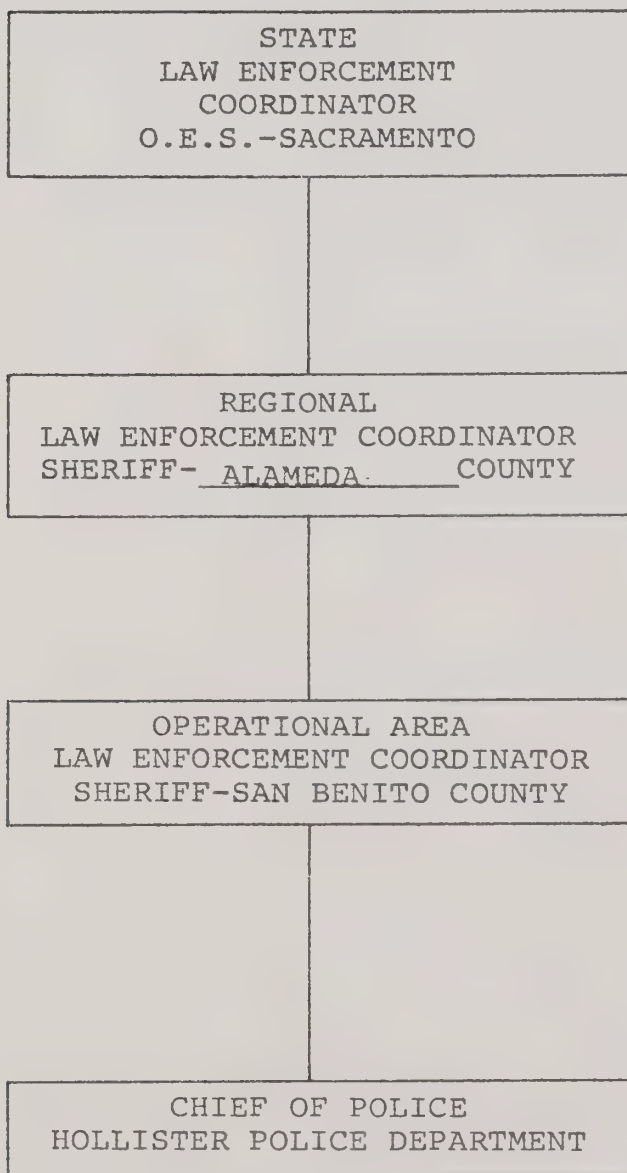 STATE
LAW ENFORCEMENT
COORDINATOR
O.E.S.-SACRAMENTO
REGIONAL
LAW ENFORCEMENT COORDINATOR
SHERIFF- ALAMEDA COUNTY
OPERATIONAL AREA
LAW ENFORCEMENT COORDINATOR
SHERIFF-SAN BENITO COUNTY
CHIEF OF POLICE
HOLLISTER POLICE DEPARTMENT